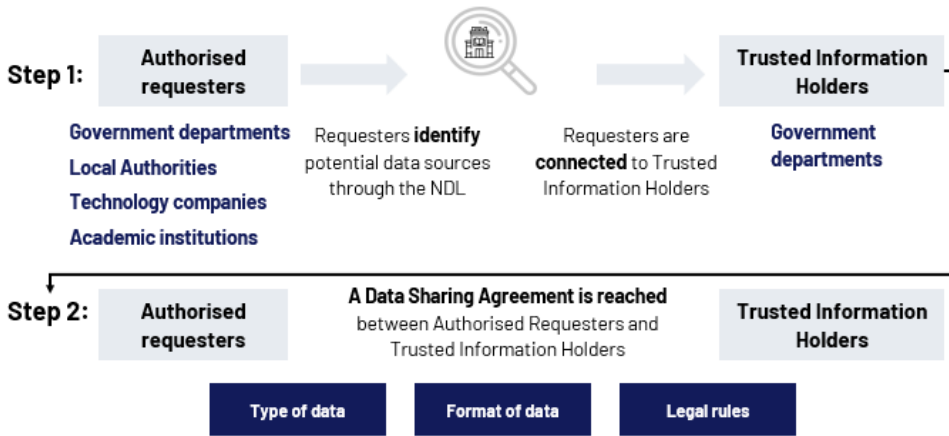 Step 1:
Authorised
requesters
Trusted Information
Holders
Government departments
Local Authorities
Technology companies
Academic institutions
Requesters identify
potential data sources
through the NDL
Requesters are
connected to Trusted
Information Holders
Government
departments
Step 2:
Authorised
requesters
A Data Sharing Agreement is reached
between Authorised Requesters and
Trusted Information Holders
Trusted Information
Holders
Type of data
Format of data
Legal rules